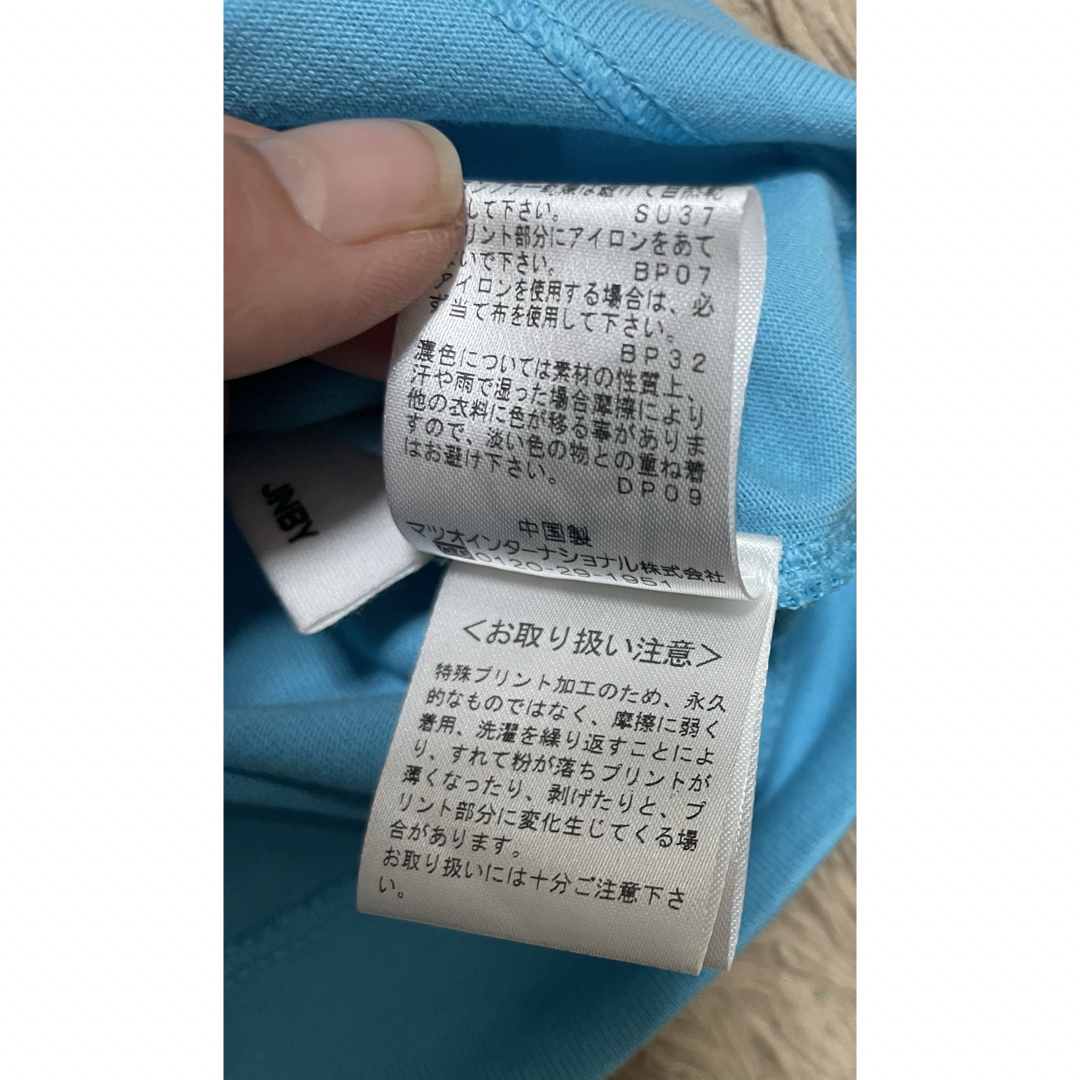 して下さい。 SU37
リント部分にアイロンをあて
いで下さい。 BP07
アイロンを使用する場合は、必
ず当て布を使用して下さい。
BP32
濃色については素材の性質上、
汗や雨で湿った場合摩擦により
他の衣料に色が移る事がありま
すので、淡い色の物との重ね着
はお避け下さい。 DP09
中国製
マツオインターナショナル株式会社
0120-29-1951
JNBY
＜お取り扱い注意＞
特殊プリント加工のため、永久
的なものではなく、摩擦に弱く
着用、洗濯を繰り返すことによ
り、すれて粉が落ちプリントが
薄くなったり、剥げたりと、プ
リント部分に変化生じてくる場
合があります。
お取り扱いには十分ご注意下さ
い。